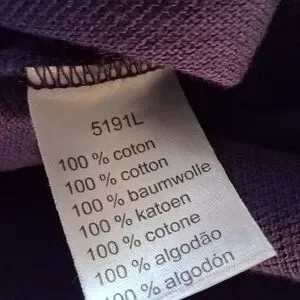 5191L
100 % coton
100 % cotton
100 % baumwolle
100 % katoen
100 % cotone
100 % algodão
100 % algodón